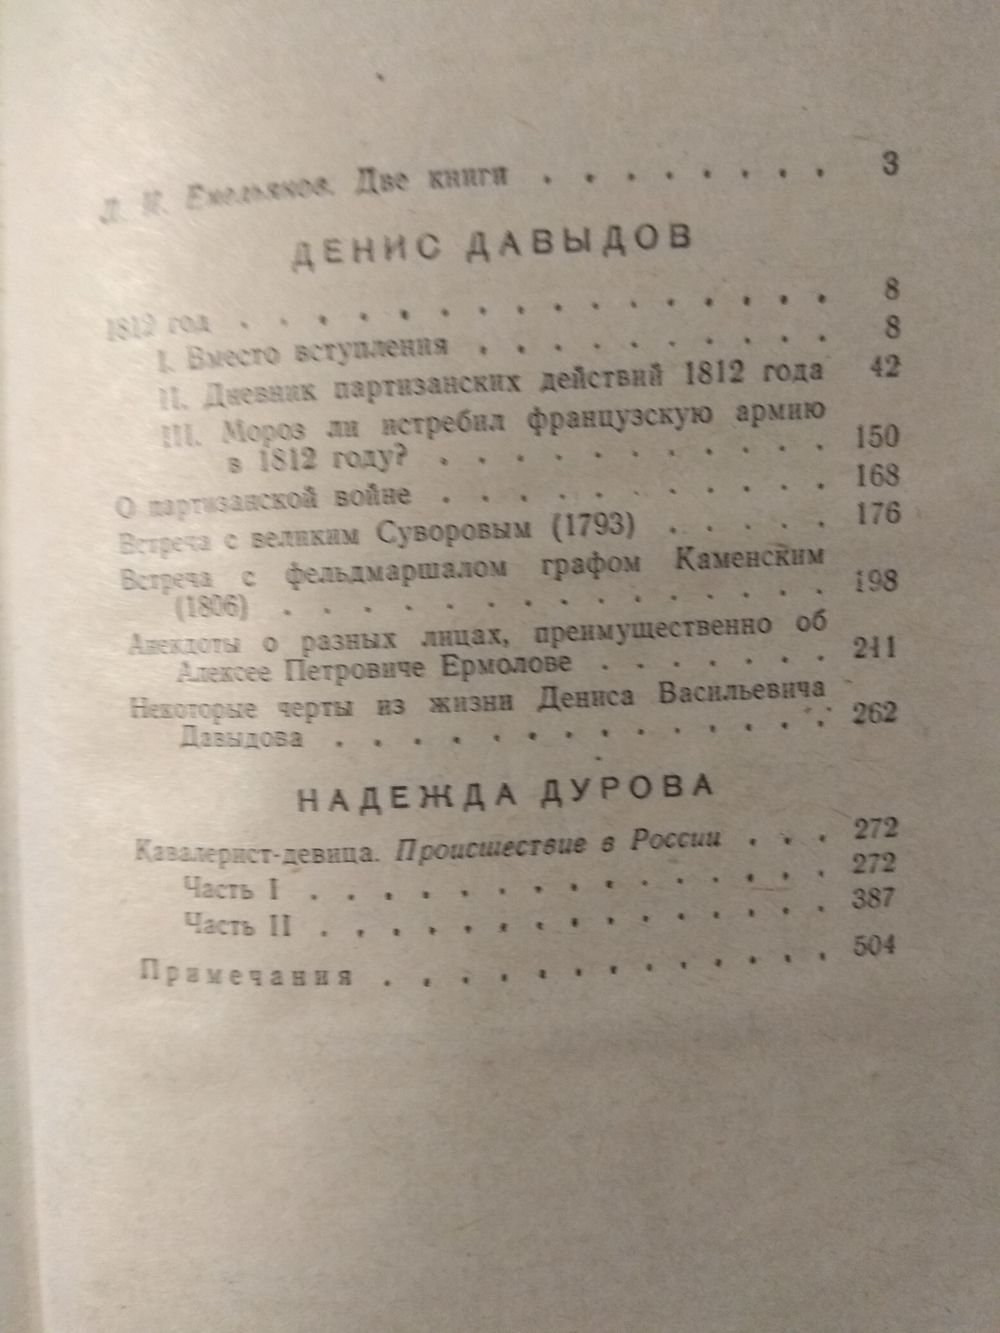 Л. И. Емельянов. Две книги . . . . . . . . 3
ДЕНИС ДАВЫДОВ
1812 год . . . . . . . . . . . . . . . . 8
I. Вместо вступления . . . . . . . . . . 8
II. Дневник партизанских действий 1812 года 42
III. Мороз ли истребил французскую армию
в 1812 году? . . . . . . . . . . . 150
О партизанской войне . . . . . . . . . . . 168
Встреча с великим Суворовым (1793) . . . . . 176
Встреча с фельдмаршалом графом Каменским
(1806) . . . . . . . . . . . . . . . 198
Анекдоты о разных лицах, преимущественно об
Алексее Петровиче Ермолове . . . . . . . 211
Некоторые черты из жизни Дениса Васильевича
Давыдова . . . . . . . . . . . . . . 262
НАДЕЖДА ДУРОВА
Кавалерист-девица. Происшествие в России . . . 272
Часть I . . . . . . . . . . . . . . 272
Часть II . . . . . . . . . . . . . . 387
Примечания . . . . . . . . . . . . 504